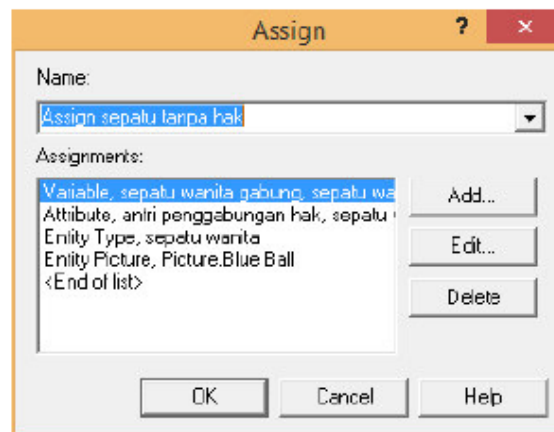 Assign
?
×
Name:
Assign sepatu tanpa hak
Assignments:
Variable, sepatu wanita gabung, sepatu wa
Attribute, antri penggabungan hak, sepatu
Entity Type, sepatu wanita
Entity Picture, Picture.Blue Ball
<End of list>
Add...
Edit...
Delete
OK
Cancel
Help